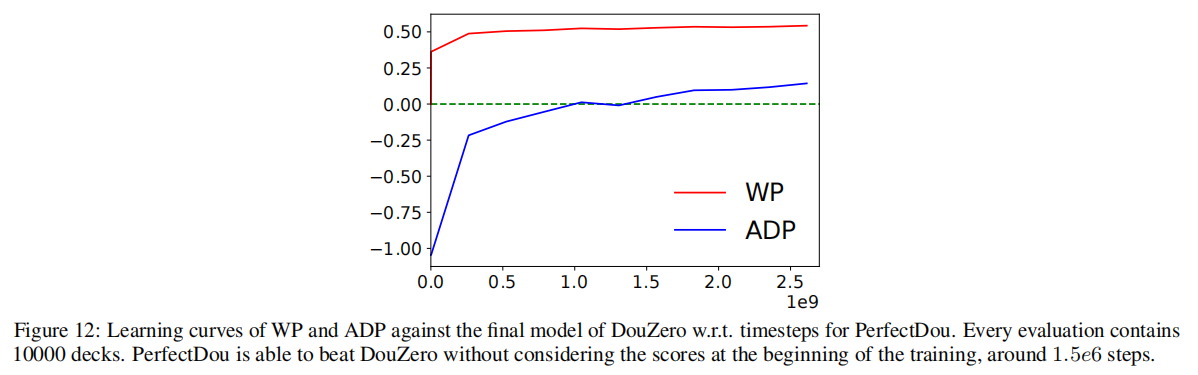 0.50
0.25
0.00
−0.25
−0.50
−0.75
−1.00
WP
ADP
0.0 0.5 1.0 1.5 2.0 2.5
1e9
Figure 12: Learning curves of WP and ADP against the final model of DouZero w.r.t. timesteps for PerfectDou. Every evaluation contains
10000 decks. PerfectDou is able to beat DouZero without considering the scores at the beginning of the training, around 1.5e6 steps.